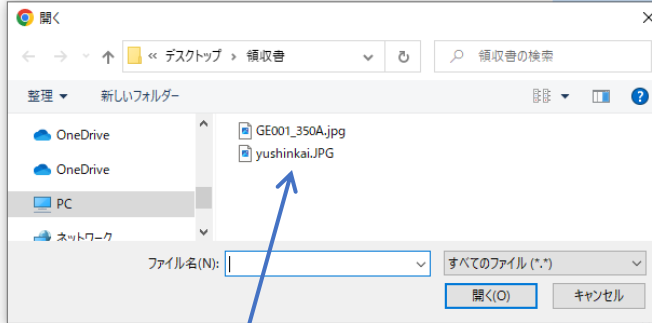 開く
« デスクトップ › 領収書
領収書の検索
整理
新しいフォルダー
OneDrive
OneDrive
PC
ネットワーク
GE001_350A.jpg
yushinkai.JPG
ファイル名(N):
すべてのファイル (*.*)
開く(O)
キャンセル